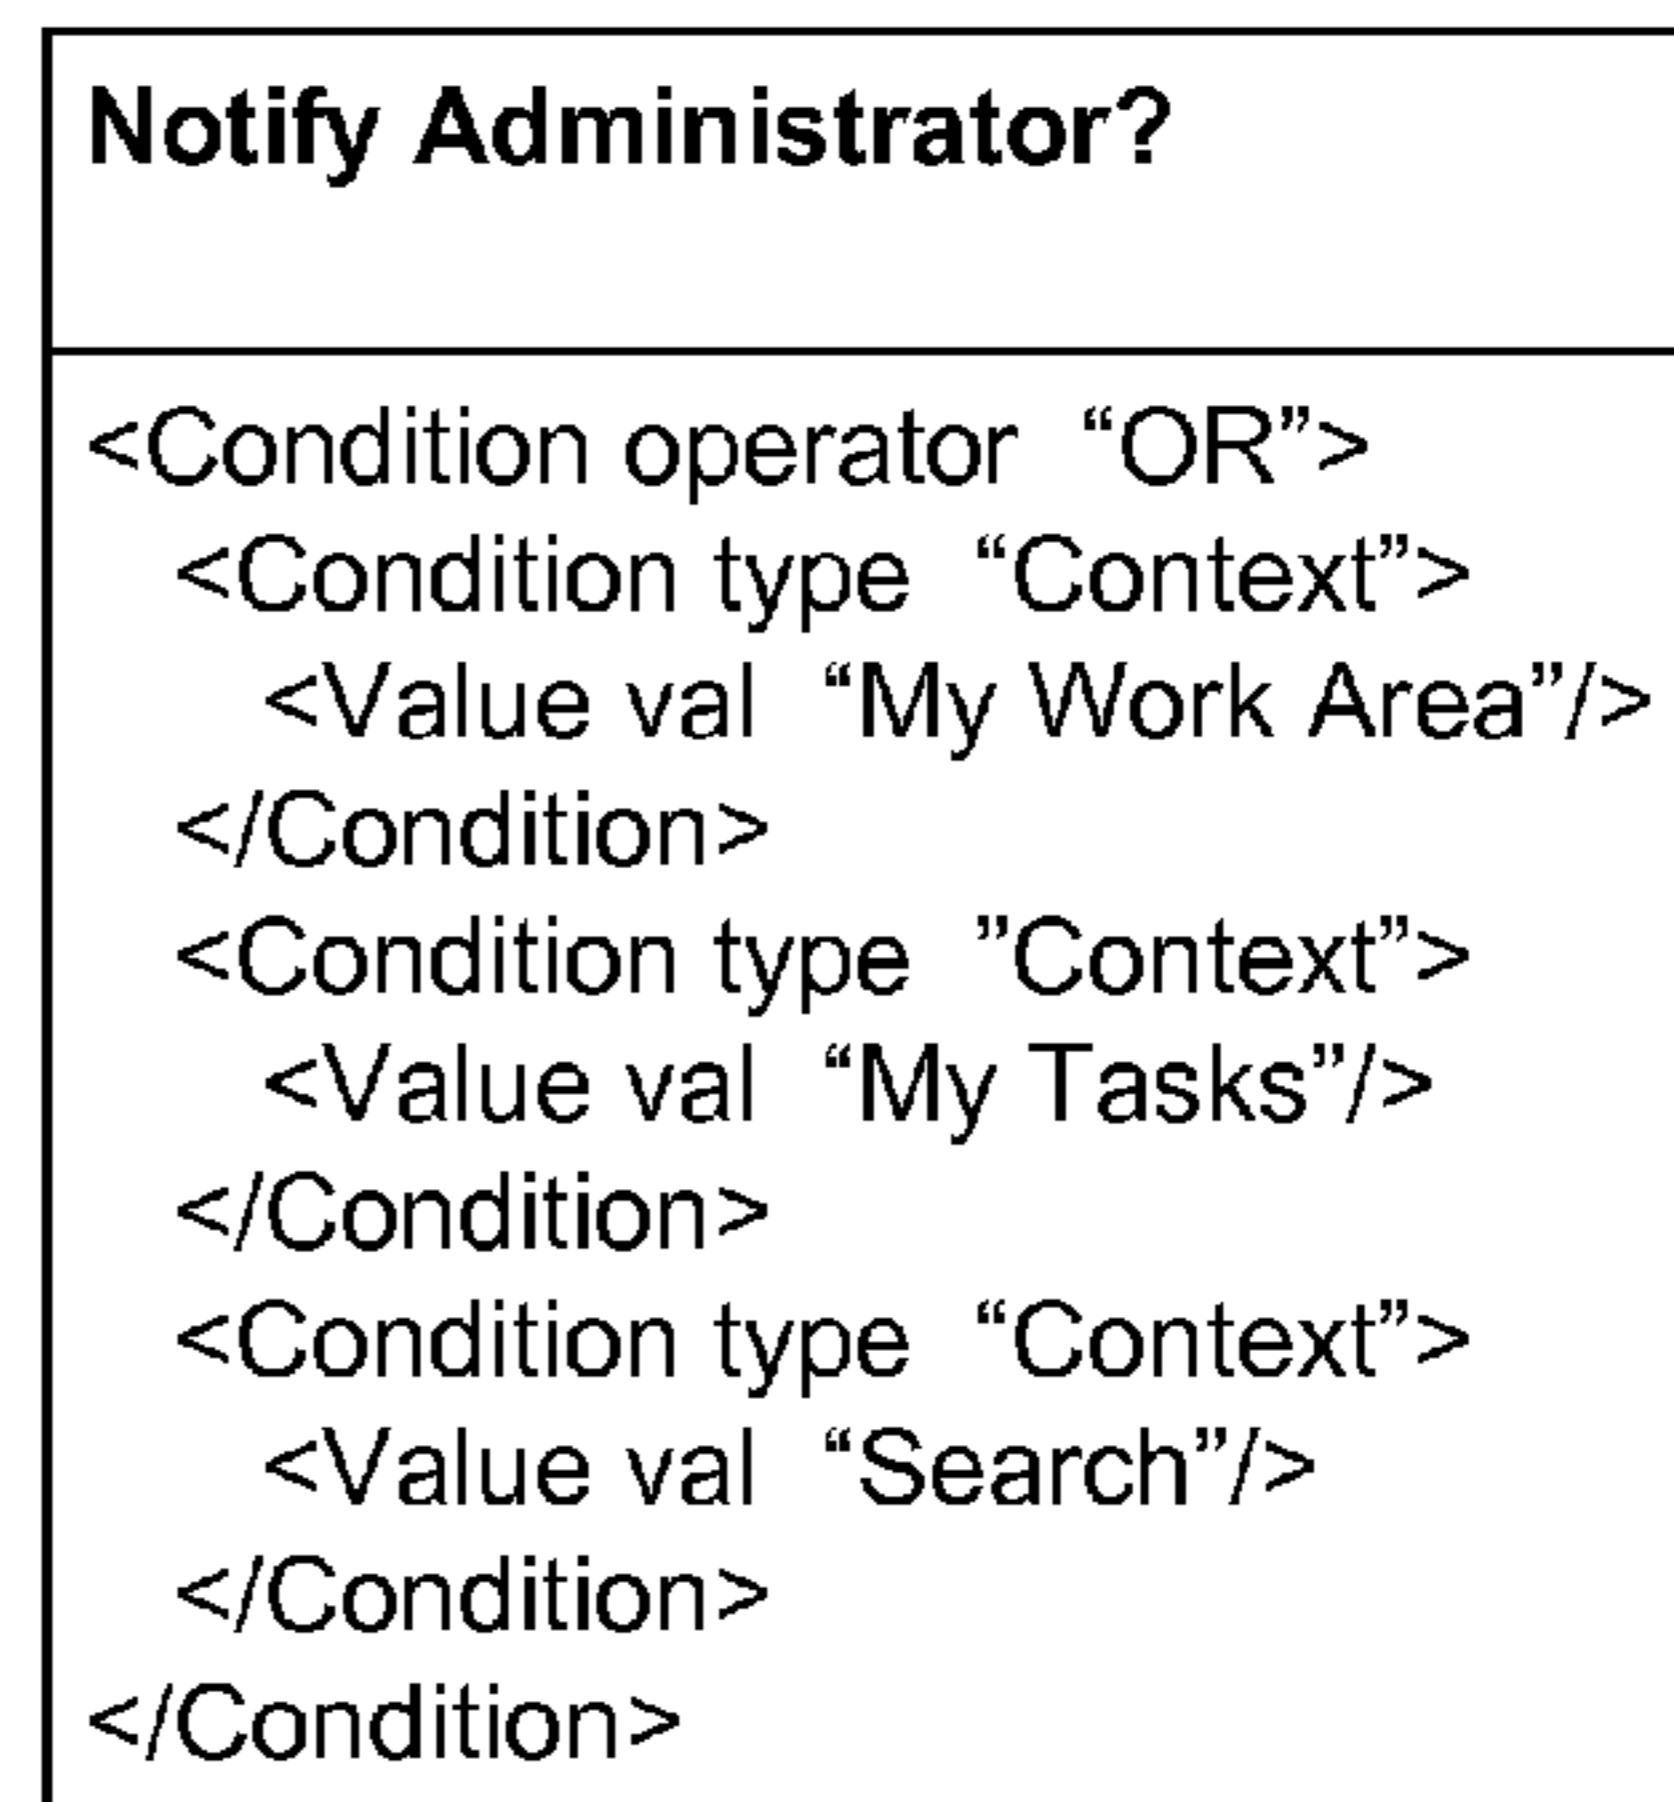 Notify Administrator?
<Condition operator “OR”>
<Condition type “Context”>
<Value val “My Work Area”/>
</Condition>
<Condition type ”Context”>
<Value val “My Tasks”/>
</Condition>
<Condition type “Context”>
<Value val “Search”/>
</Condition>
</Condition>